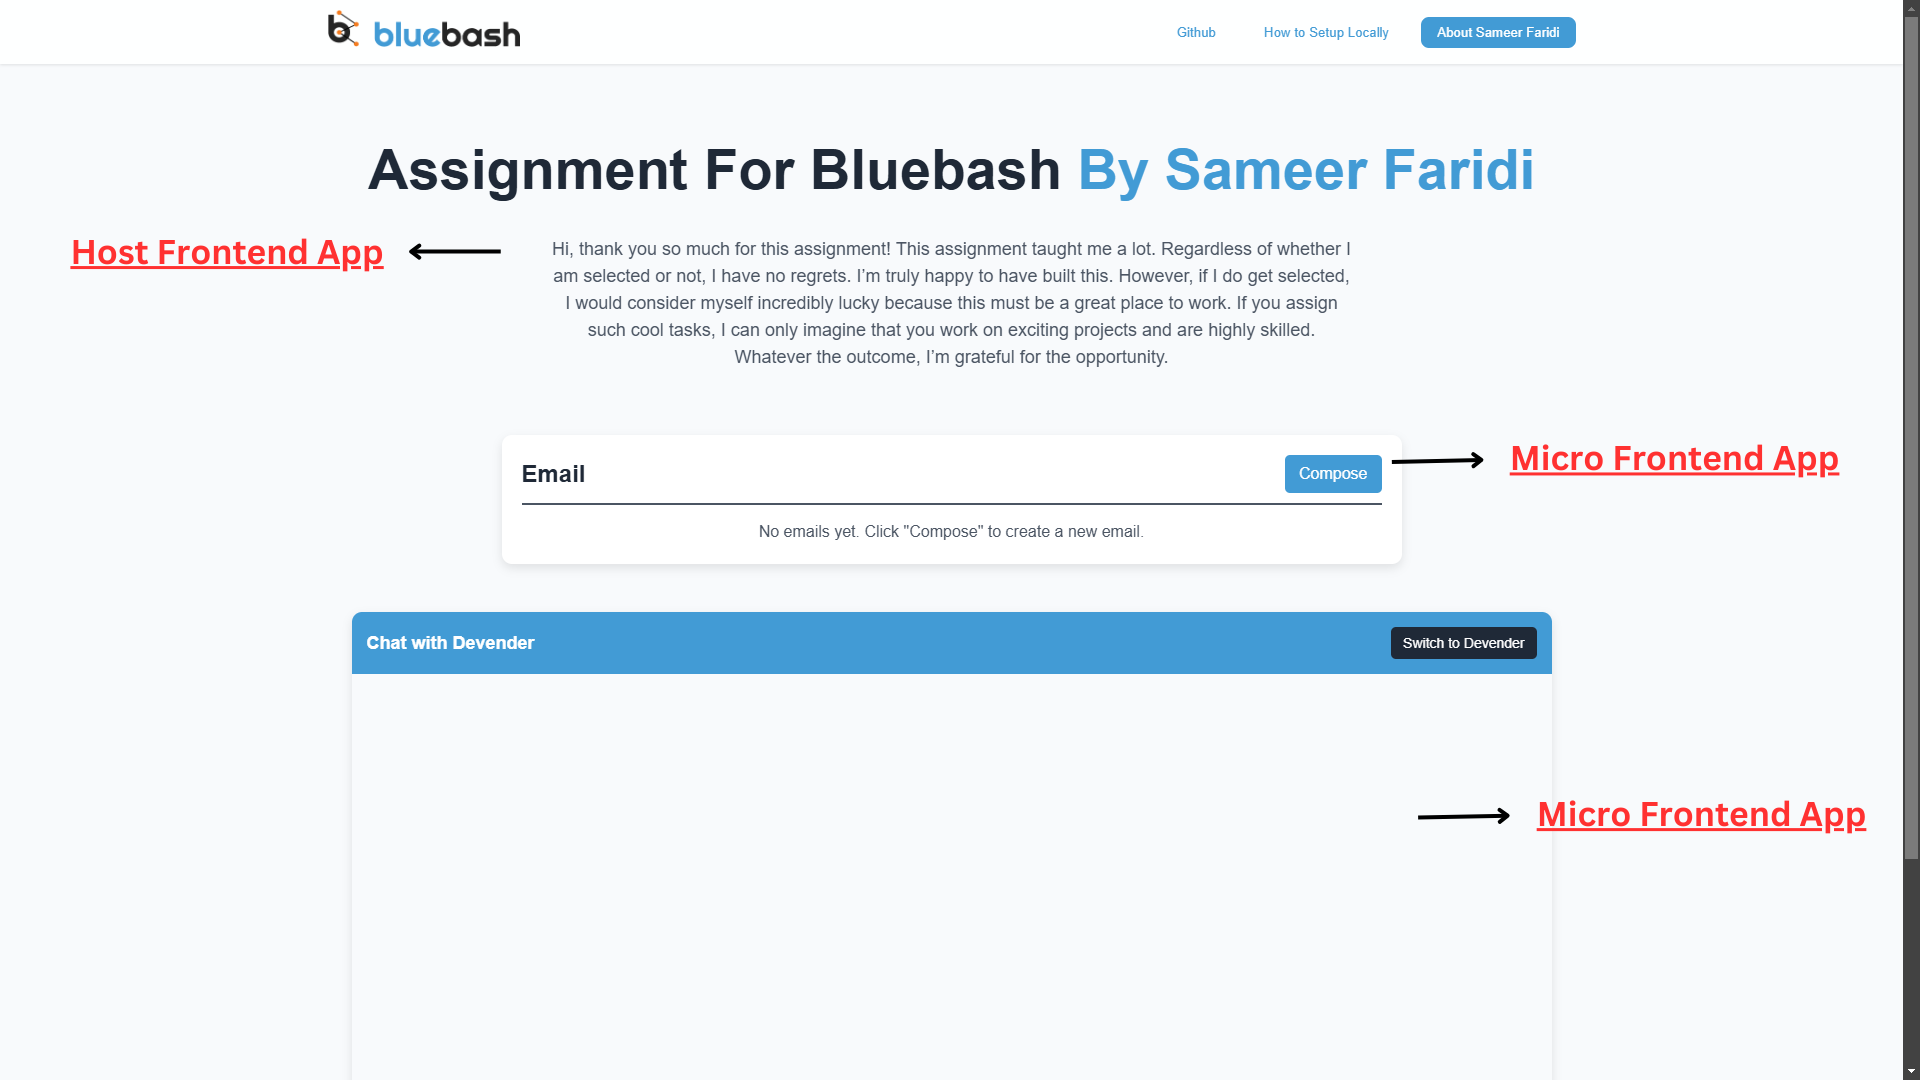 bluebash
Github
How to Setup Locally
About Sameer Faridi
Assignment For Bluebash By Sameer Faridi
Host Frontend App
Hi, thank you so much for this assignment! This assignment taught me a lot. Regardless of whether I
am selected or not, I have no regrets. I’m truly happy to have built this. However, if I do get selected,
I would consider myself incredibly lucky because this must be a great place to work. If you assign
such cool tasks, I can only imagine that you work on exciting projects and are highly skilled.
Whatever the outcome, I’m grateful for the opportunity.
Email
Compose
Micro Frontend App
No emails yet. Click "Compose" to create a new email.
Chat with Devender
Switch to Devender
Micro Frontend App